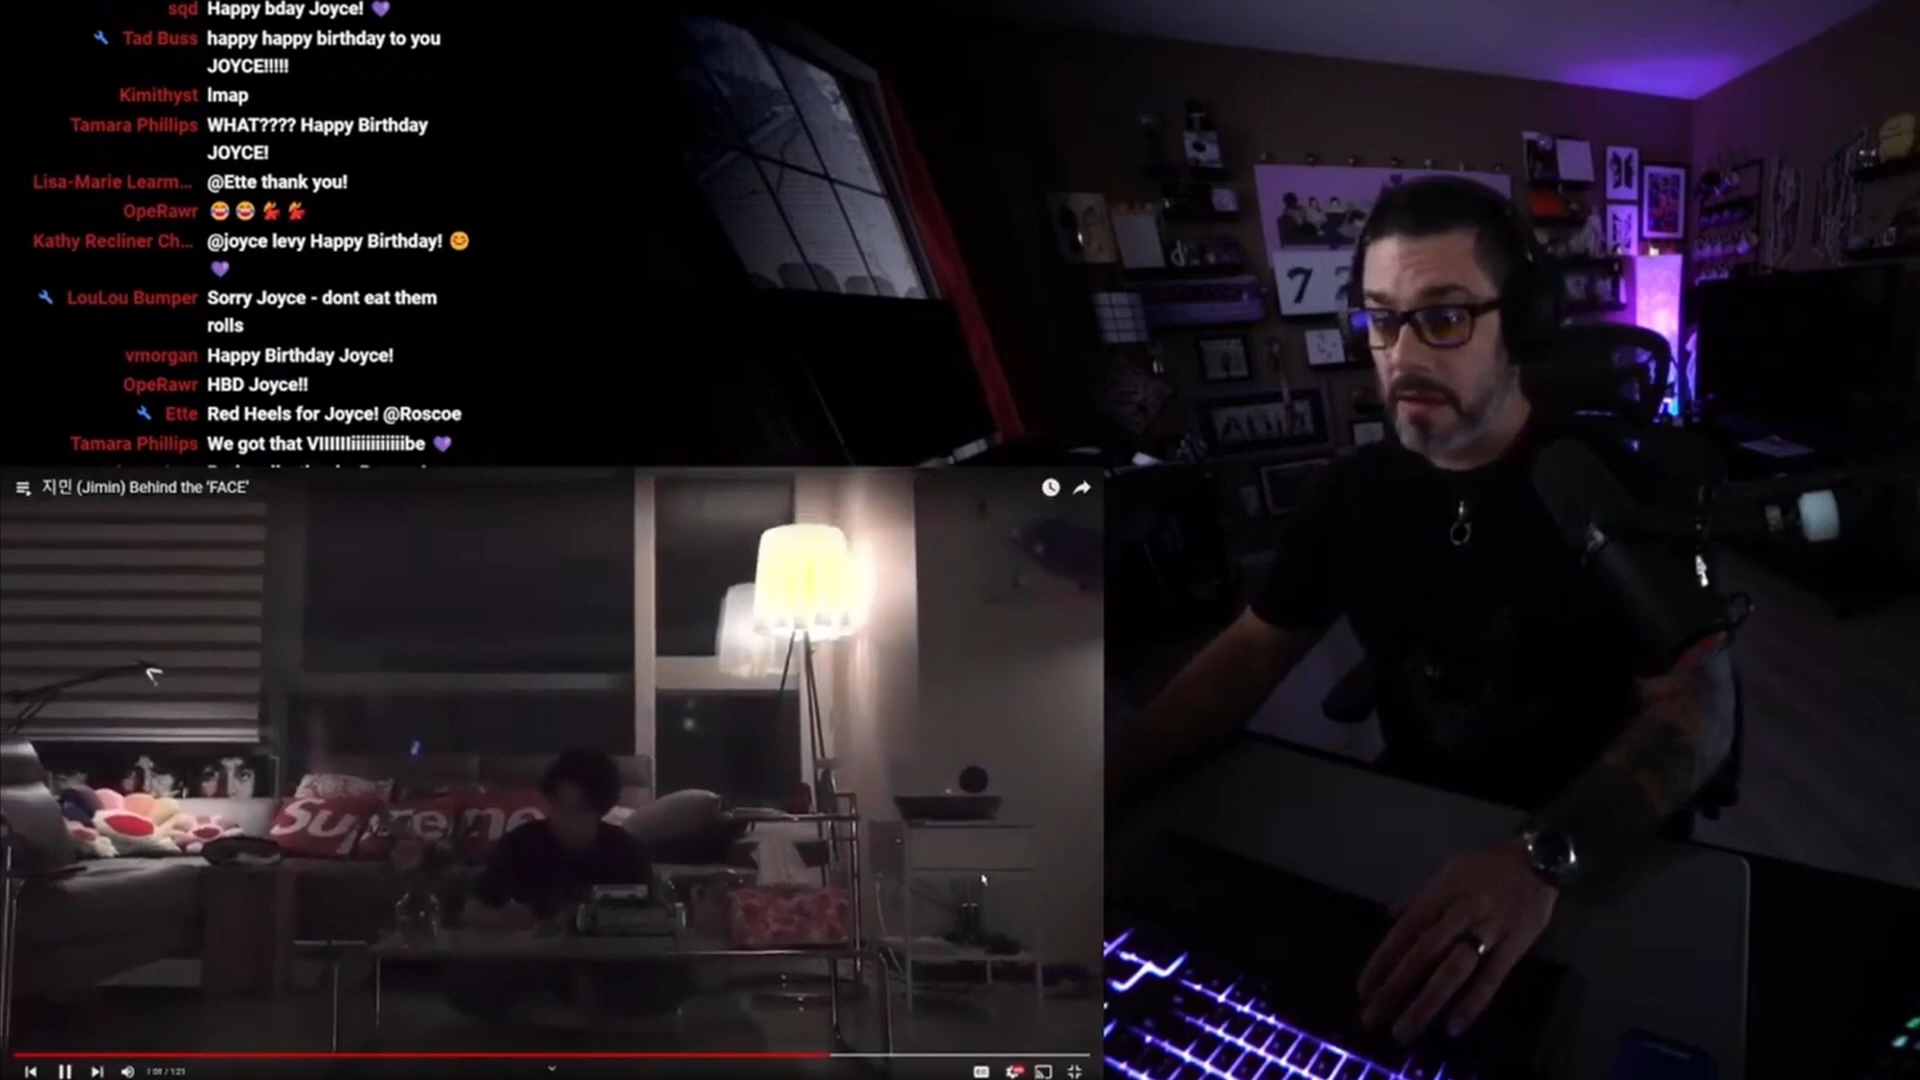 sqd Happy bday Joyce! 💜
Tad Buss happy happy birthday to you
JOYCE!!!!!
Kimithyst lmap
Tamara Phillips WHAT???? Happy Birthday
JOYCE!
Lisa-Marie Learm... @Ette thank you!
OpeRawr 😂 😂 💃 💃
Kathy Recliner Ch... @joyce levy Happy Birthday! 😊
💜
LouLou Bumper Sorry Joyce - dont eat them
rolls
vmorgan Happy Birthday Joyce!
OpeRawr HBD Joyce!!
Ette Red Heels for Joyce! @Roscoe
Tamara Phillips We got that VIIIIIIiiiiiiiiiiiibe 💜
지민 (Jimin) Behind the 'FACE'
7 7
Supreme